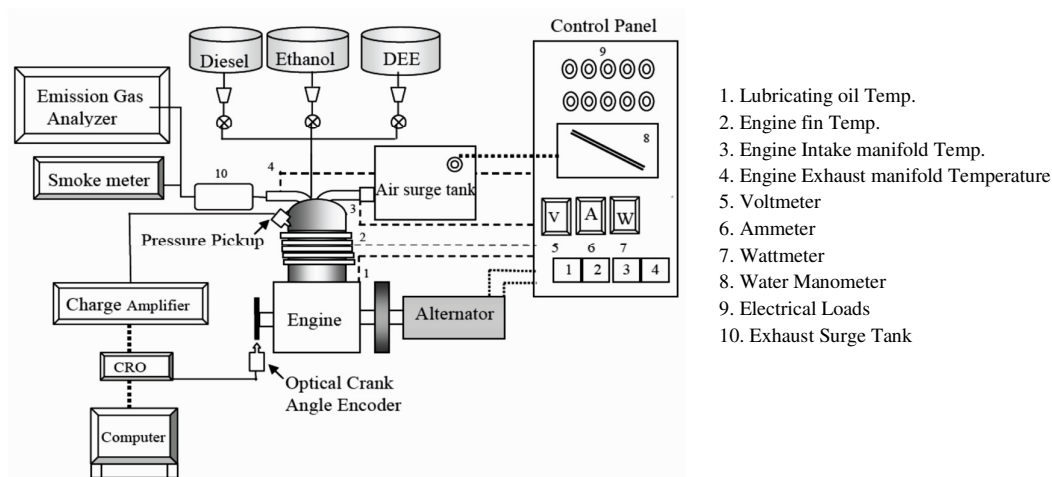 Control Panel
9
Diesel
Ethanol
DEE
Emission Gas
Analyzer
8
Smoke meter
10
4
Air surge tank
3
V
A
W
Pressure Pickup
2
5
6
7
1
1
2
3
4
Charge Amplifier
Engine
Alternator
CRO
Optical Crank
Angle Encoder
Computer
1. Lubricating oil Temp.
2. Engine fin Temp.
3. Engine Intake manifold Temp.
4. Engine Exhaust manifold Temperature
5. Voltmeter
6. Ammeter
7. Wattmeter
8. Water Manometer
9. Electrical Loads
10. Exhaust Surge Tank